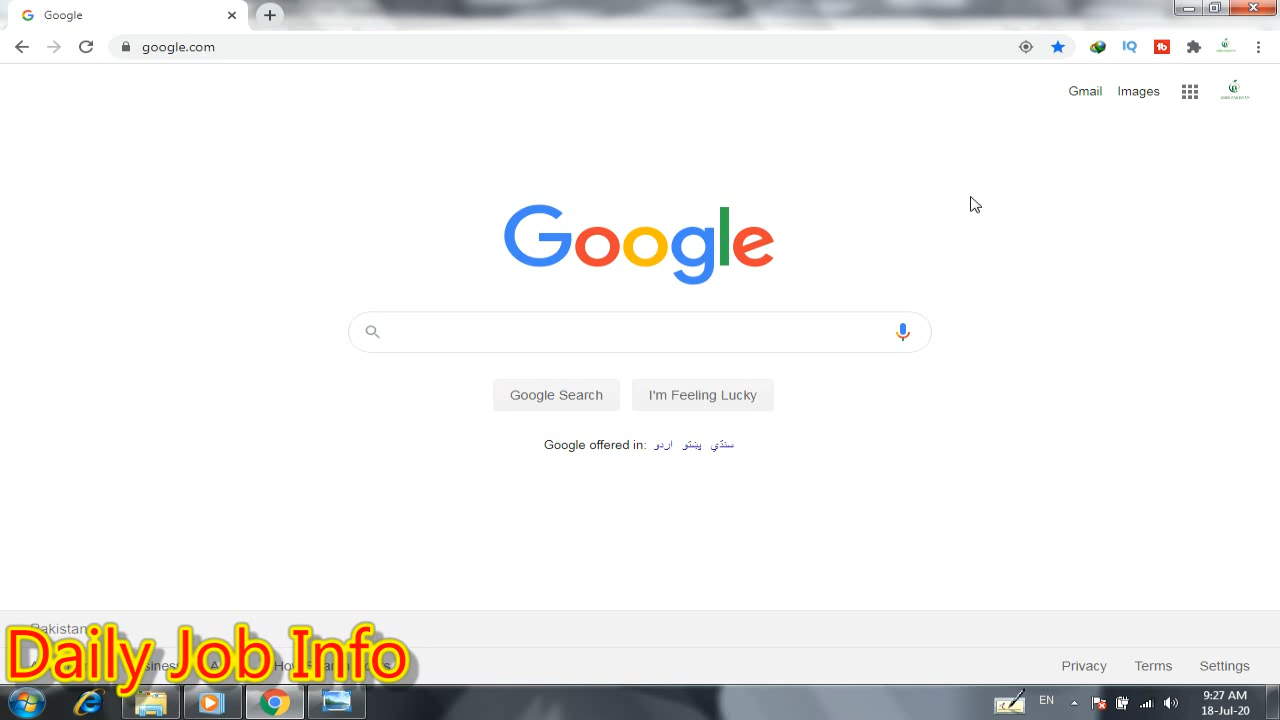 Google
google.com
IQ
Gmail Images
Google
Google Search I'm Feeling Lucky
Google offered in: اردو پښتو سنڌي
Pakistan
Daily Job Info
Privacy Terms Settings
EN
9:27 AM
18-Jul-20